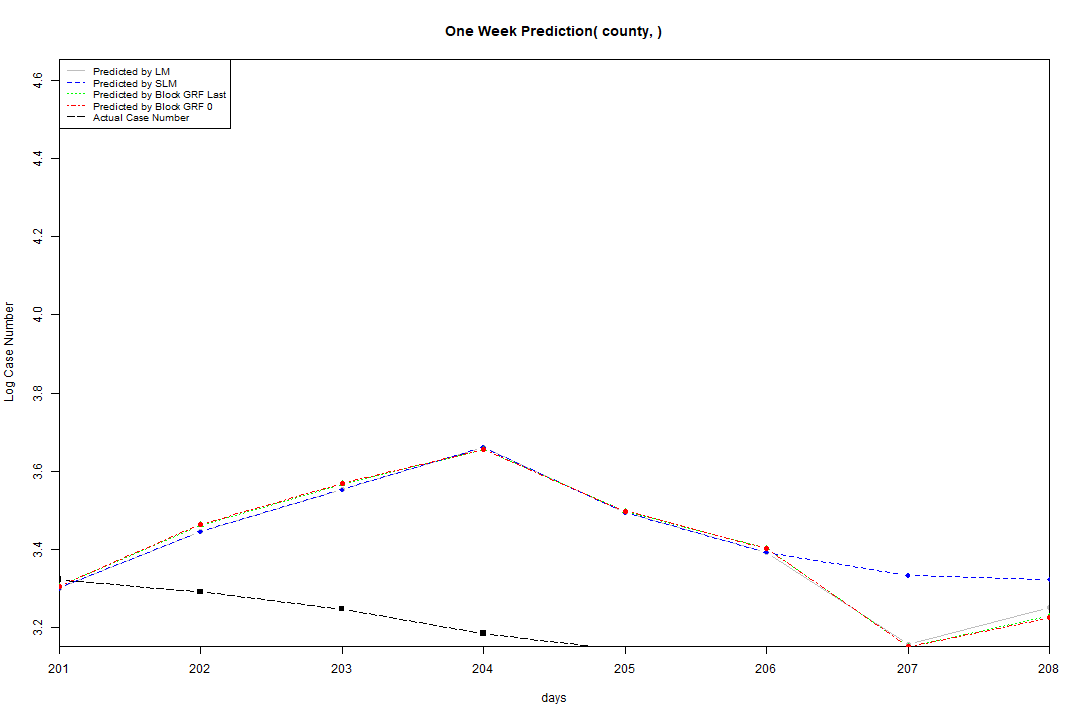 One Week Prediction( county, )
Predicted by LM
Predicted by SLM
Predicted by Block GRF Last
Predicted by Block GRF 0
Actual Case Number
Log Case Number
4.6
4.4
4.2
4.0
3.8
3.6
3.4
3.2
201 202 203 204 205 206 207 208
days